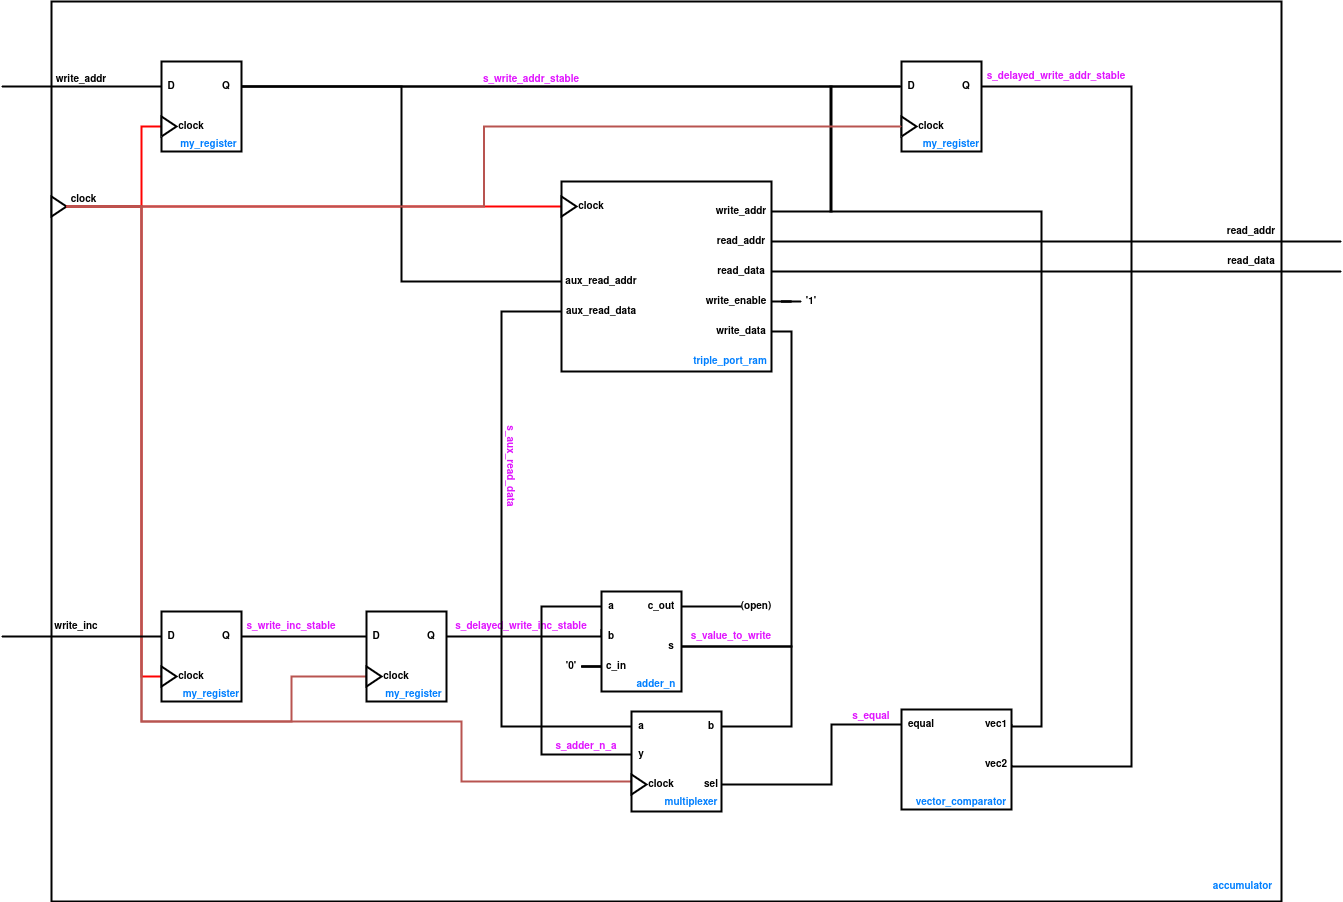 write_addr
D
Q
clock
my_register
s_write_addr_stable
D
Q
clock
my_register
s_delayed_write_addr_stable
clock
clock
write_addr
read_addr
read_data
aux_read_addr
write_enable
'1'
aux_read_data
write_data
triple_port_ram
read_addr
read_data
s_aux_read_data
write_inc
D
Q
clock
my_register
s_write_inc_stable
D
Q
clock
my_register
s_delayed_write_inc_stable
a
c_out
(open)
b
s
s_value_to_write
'0'
c_in
adder_n
a
b
s_adder_n_a
y
clock
sel
multiplexer
s_equal
equal
vec1
vec2
vector_comparator
accumulator